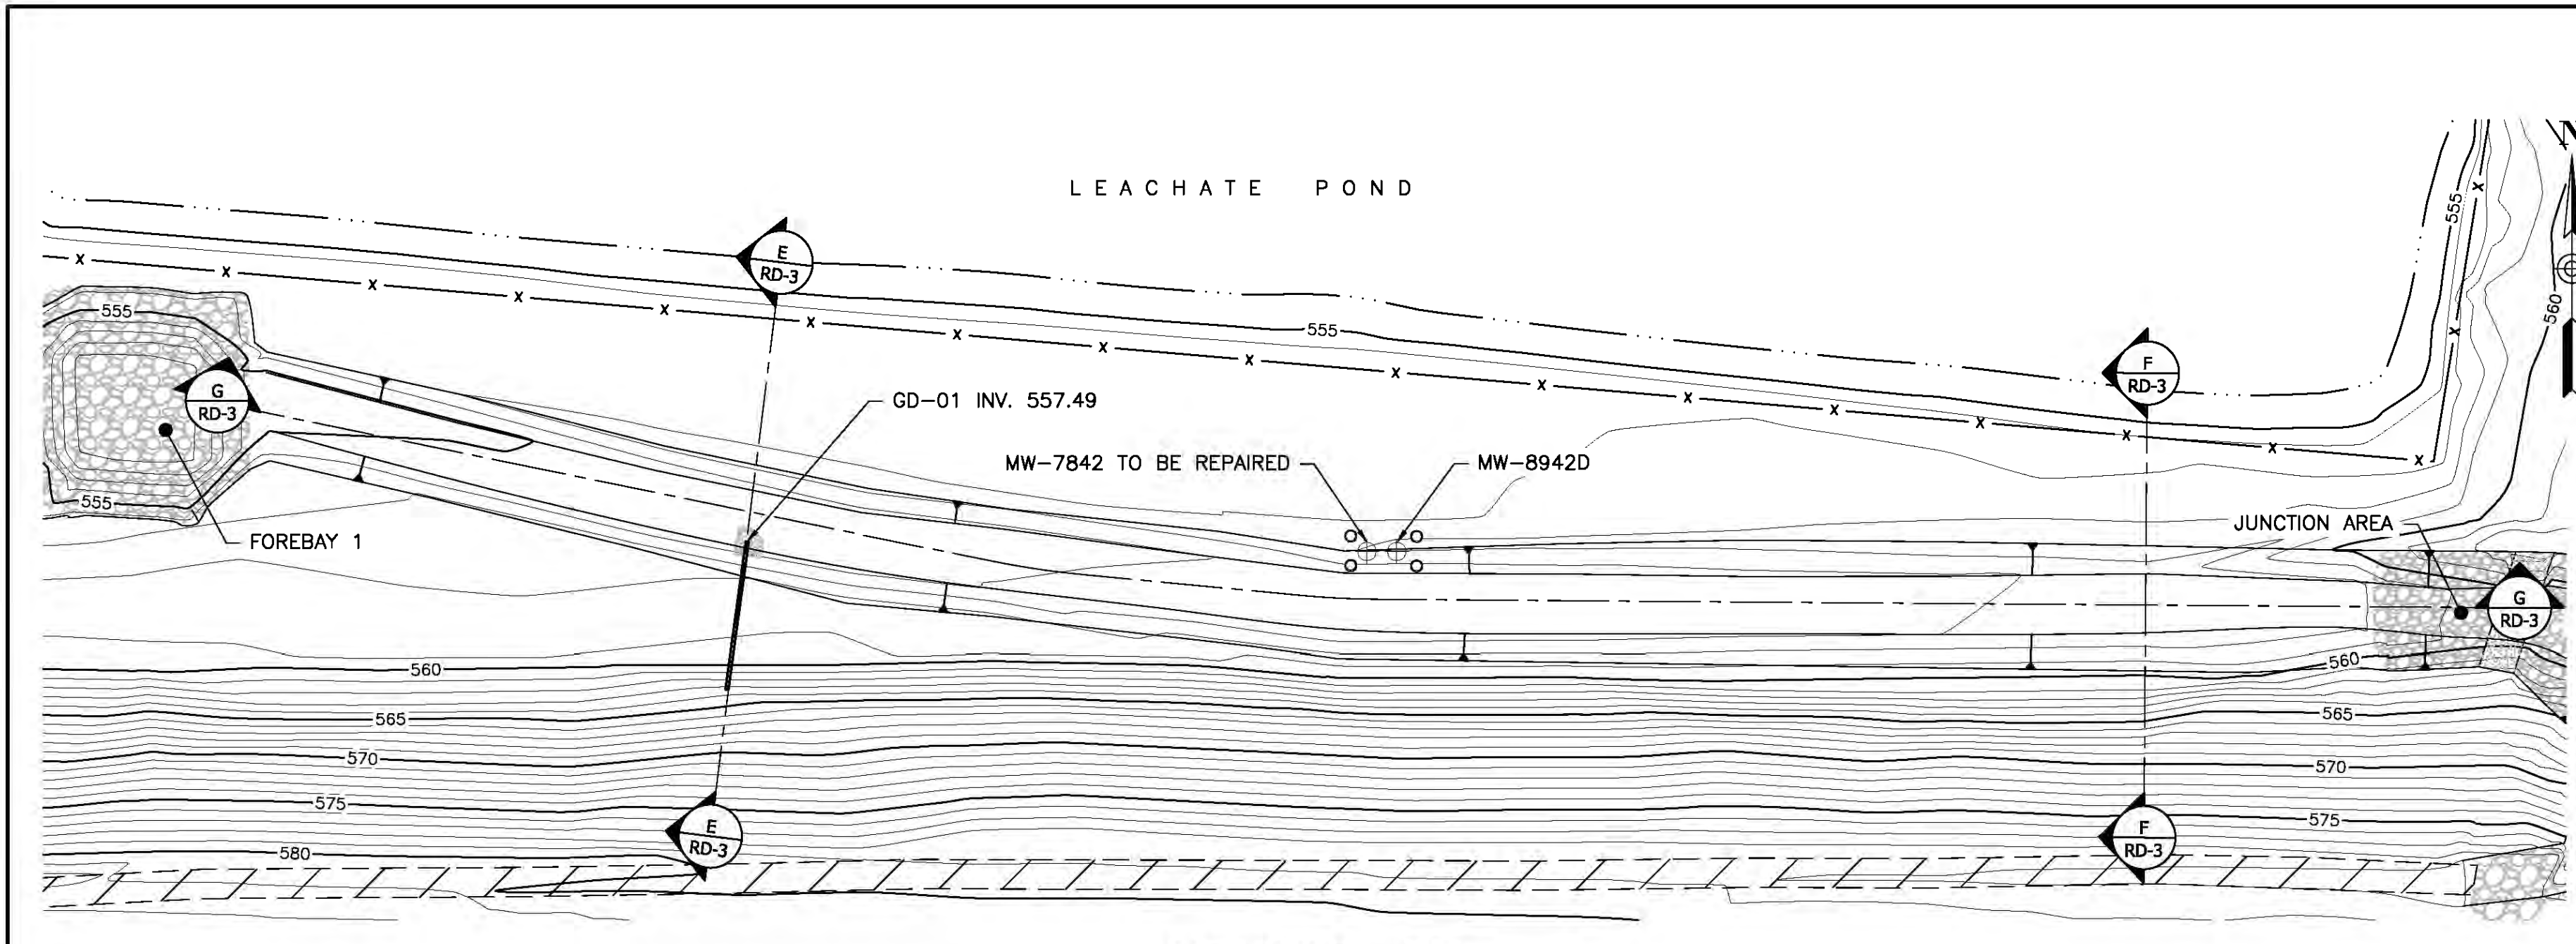 LEACHATE POND
N
555
E
RD-3
560
555
555
F
RD-3
G
RD-3
GD-01 INV. 557.49
MW-7842 TO BE REPAIRED
MW-8942D
555
FOREBAY 1
JUNCTION AREA
G
RD-3
560
560
565
565
570
570
575
575
E
RD-3
F
RD-3
580